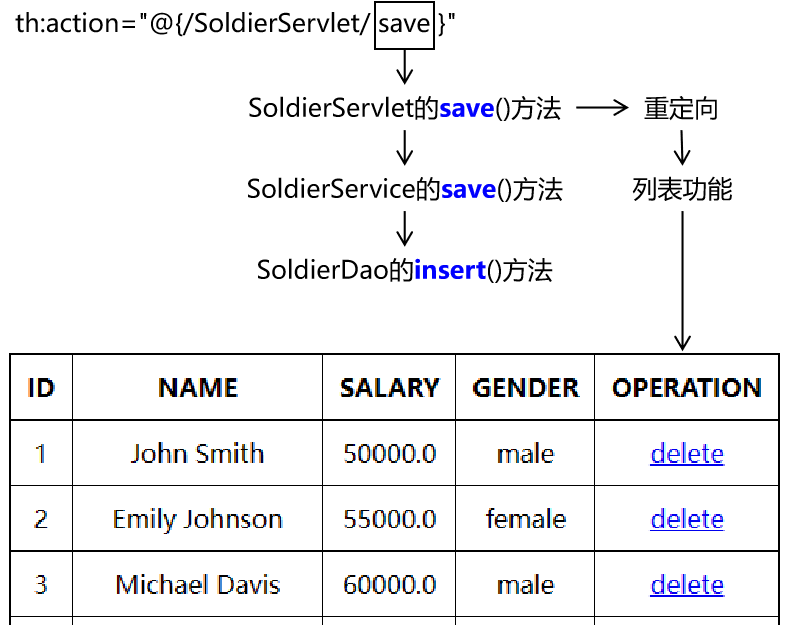 th:action="@{/SoldierServlet/ save }"
SoldierServlet的save()方法 重定向
SoldierService的save()方法 列表功能
SoldierDao的insert()方法
ID NAME SALARY GENDER OPERATION
1 John Smith 50000.0 male delete
2 Emily Johnson 55000.0 female delete
3 Michael Davis 60000.0 male delete